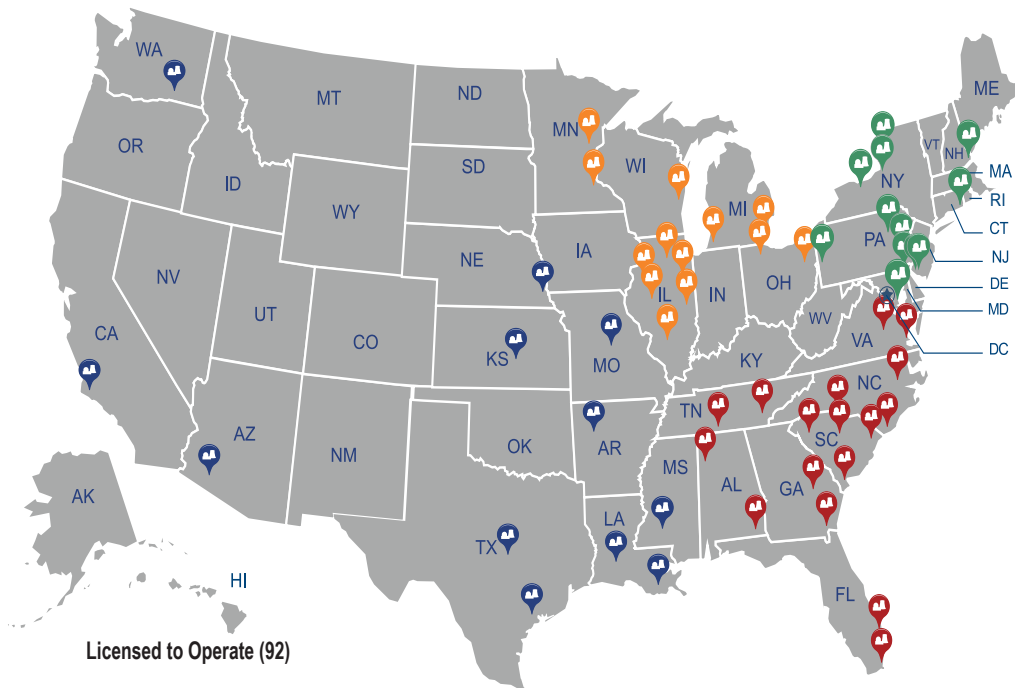 WA
MT
ND
MN
ME
OR
ID
SD
WI
VT
NH
WY
MI
NY
MA
RI
CT
NV
NE
IA
PA
NJ
UT
CO
IL
IN
OH
DE
MD
DC
CA
KS
MO
WV
VA
KY
AZ
NM
OK
AR
TN
NC
SC
MS
AL
GA
AK
TX
LA
HI
FL
Licensed to Operate (92)